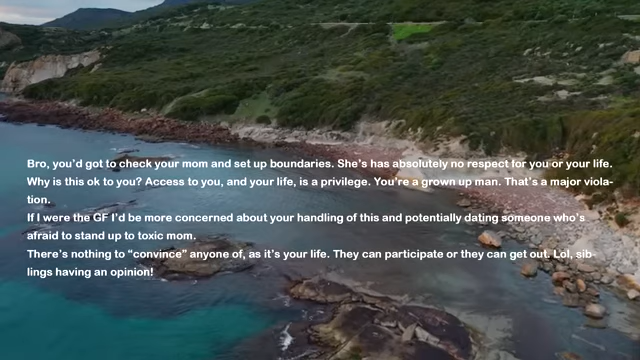 Bro, you'd got to check your mom and set up boundaries. She's has absolutely no respect for you or your life.
Why is this ok to you? Access to you, and your life, is a privilege. You're a grown up man. That's a major viola-
tion.
If I were the GF I'd be more concerned about your handling of this and potentially dating someone who's
afraid to stand up to toxic mom.
There's nothing to “convince” anyone of, as it's your life. They can participate or they can get out. Lol, sib-
lings having an opinion!